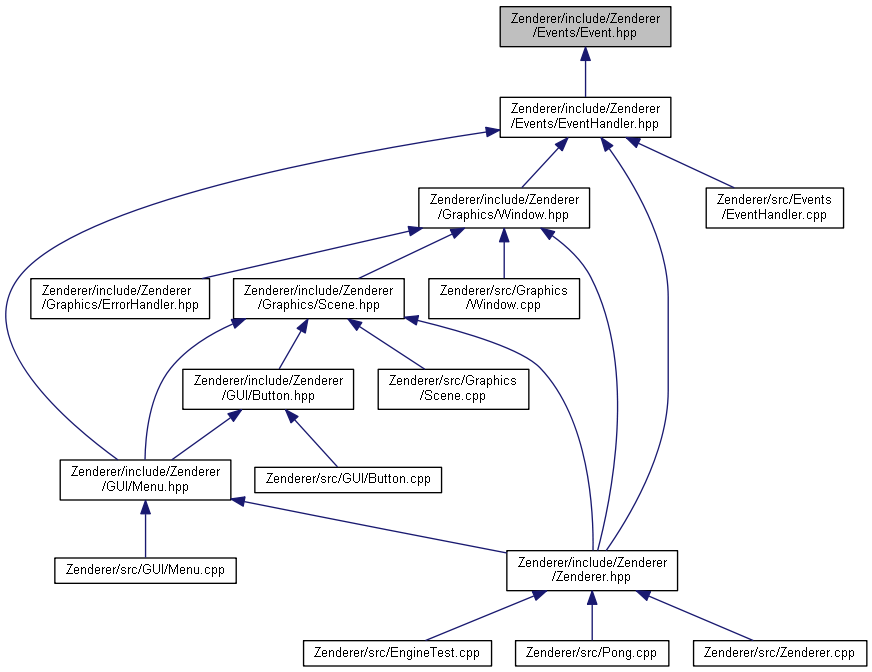 Zenderer/include/Zenderer
/Events/Event.hpp
Zenderer/include/Zenderer
/Events/EventHandler.hpp
Zenderer/include/Zenderer
/Graphics/Window.hpp
Zenderer/src/Events
/EventHandler.cpp
Zenderer/include/Zenderer
/Graphics/ErrorHandler.hpp
Zenderer/include/Zenderer
/Graphics/Scene.hpp
Zenderer/src/Graphics
/Window.cpp
Zenderer/include/Zenderer
/GUI/Button.hpp
Zenderer/src/Graphics
/Scene.cpp
Zenderer/include/Zenderer
/GUI/Menu.hpp
Zenderer/src/GUI/Button.cpp
Zenderer/src/GUI/Menu.cpp
Zenderer/include/Zenderer
/Zenderer.hpp
Zenderer/src/EngineTest.cpp
Zenderer/src/Pong.cpp
Zenderer/src/Zenderer.cpp